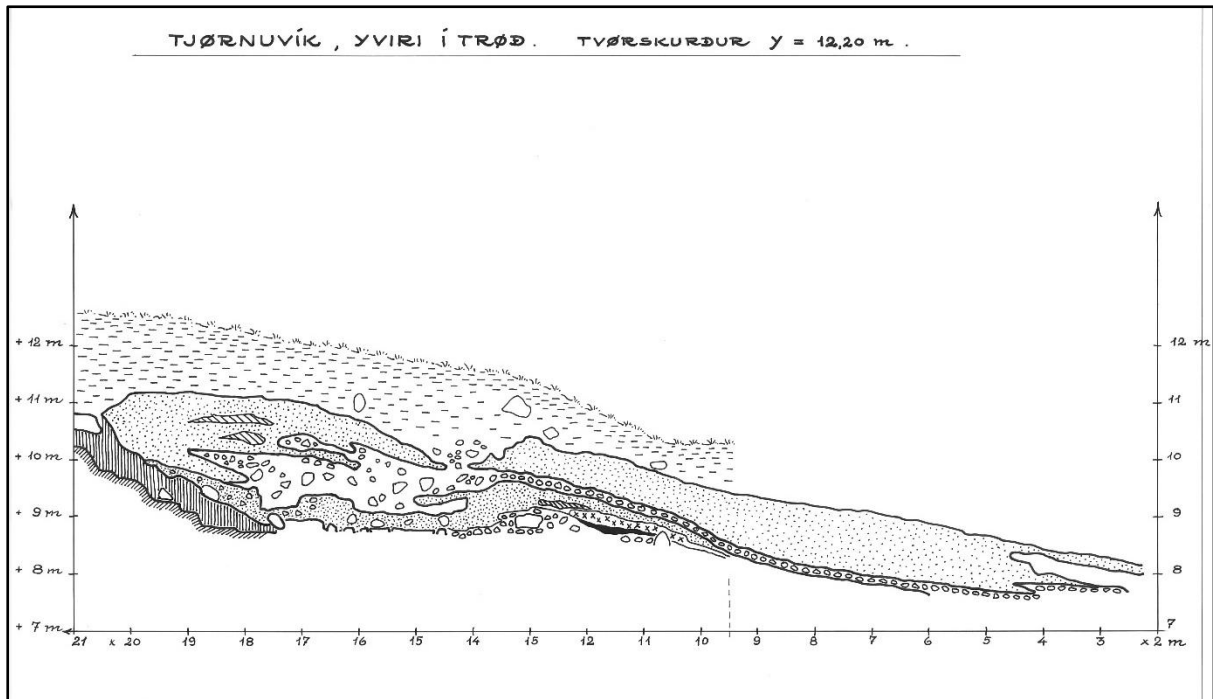 TJØRNUVÍK, YVIRI Í TRØÐ. TVØRSKURÐUR Y = 12,20 m.
+ 12 m 12 m
+ 11 m 11
+ 10 m 10
+ 9 m 9
+ 8 m 8
+ 7 m 7
21 x 20 19 18 17 16 15 14 15 12 11 10 9 8 7 6 5 4 3 x 2 m